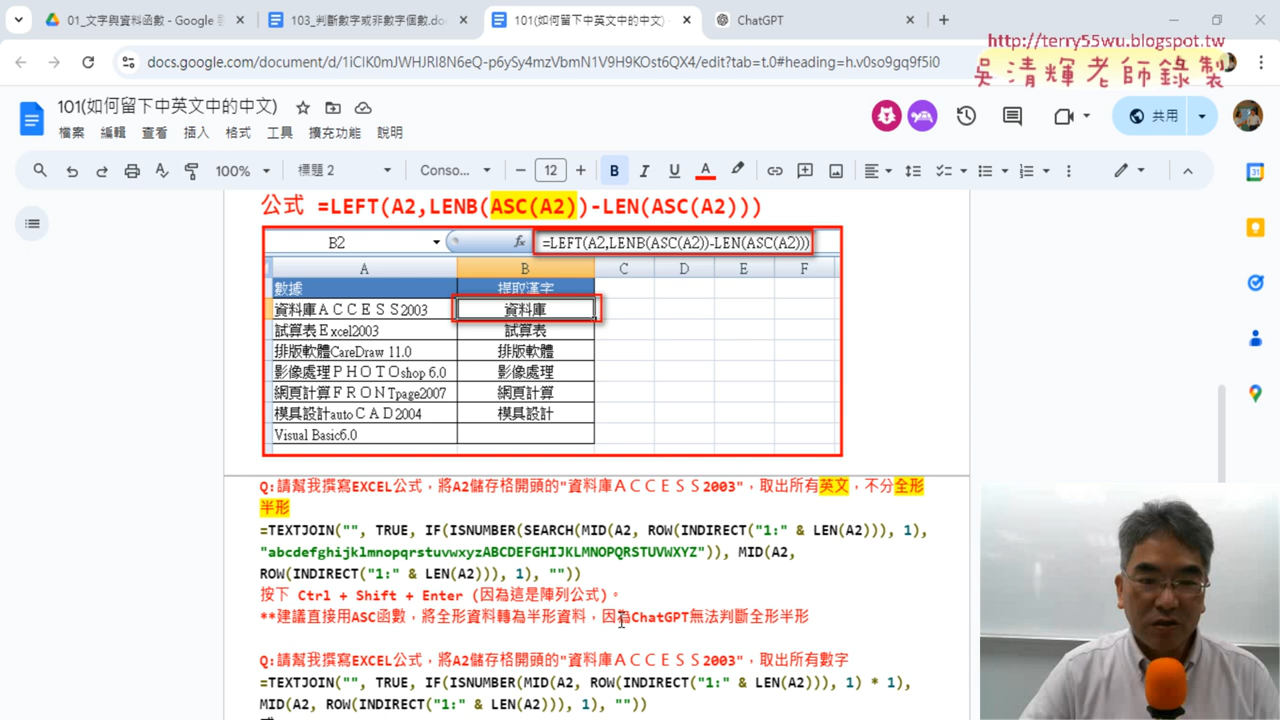 01_文字與資料函數 - Google
103_判斷數字或非數字個數.do
101(如何留下中英文中的中文)
ChatGPT
http://terry55wu.blogspot.tw
docs.google.com/document/d/1iCIK0mJWHJRI8N6eQ-p6ySy4mzVbmN1V9H9KOst6QX4/edit?tab=t.0#heading=h.v0so9gq9f5i0
吳清輝老師錄製
101(如何留下中英文中的中文)
檔案 編輯 查看 插入 格式 工具 擴充功能 說明
共用
100% 標題 2 Conso... 12 B I U A
公式 =LEFT(A2,LENB(ASC(A2))-LEN(ASC(A2)))
B2 fx =LEFT(A2,LENB(ASC(A2))-LEN(ASC(A2)))
A B C D E F
數據 提取漢字
資料庫ＡＣＣＥＳＳ2003 資料庫
試算表Ｅxcel2003 試算表
排版軟體CareDraw 11.0 排版軟體
影像處理ＰＨＯＴＯshop 6.0 影像處理
網頁計算ＦＲＯＮＴpage2007 網頁計算
模具設計autoＣＡＤ2004 模具設計
Visual Basic6.0
Q:請幫我撰寫EXCEL公式，將A2儲存格開頭的"資料庫ＡＣＣＥＳＳ2003"，取出所有英文，不分全形
半形
=TEXTJOIN("", TRUE, IF(ISNUMBER(SEARCH(MID(A2, ROW(INDIRECT("1:" & LEN(A2))), 1),
"abcdefghijklmnopqrstuvwxyzABCDEFGHIJKLMNOPQRSTUVWXYZ")), MID(A2,
ROW(INDIRECT("1:" & LEN(A2))), 1), ""))
按下 Ctrl + Shift + Enter (因為這是陣列公式)。
**建議直接用ASC函數，將全形資料轉為半形資料，因為ChatGPT無法判斷全形半形
Q:請幫我撰寫EXCEL公式，將A2儲存格開頭的"資料庫ＡＣＣＥＳＳ2003"，取出所有數字
=TEXTJOIN("", TRUE, IF(ISNUMBER(MID(A2, ROW(INDIRECT("1:" & LEN(A2))), 1) * 1),
MID(A2, ROW(INDIRECT("1:" & LEN(A2))), 1), ""))